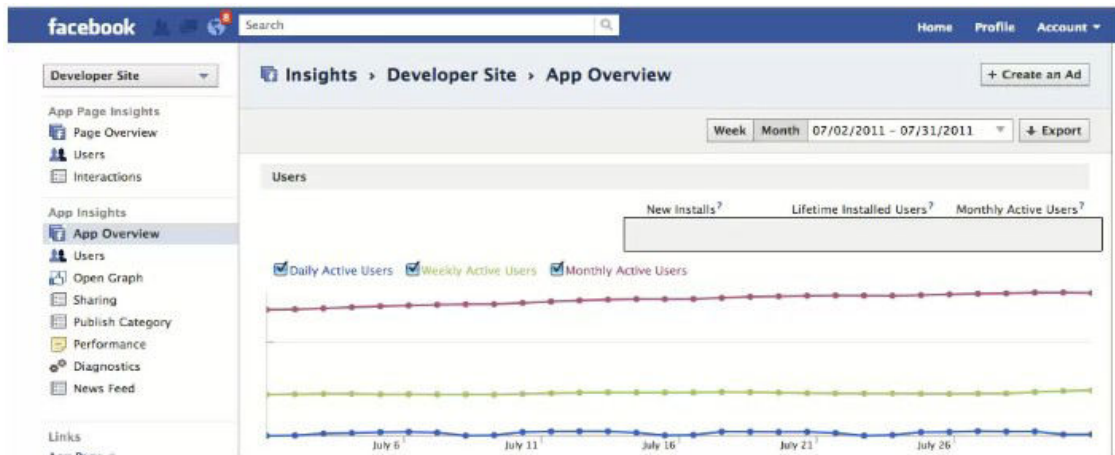 facebook
8
Search
Home Profile Account
Developer Site
Insights › Developer Site › App Overview
+ Create an Ad
App Page Insights
Page Overview
Users
Interactions
Week Month 07/02/2011 - 07/31/2011 Export
Users
New Installs? Lifetime Installed Users? Monthly Active Users?
App Insights
App Overview
Users
Open Graph
Sharing
Publish Category
Performance
Diagnostics
News Feed
Daily Active Users Weekly Active Users Monthly Active Users
July 6 July 11 July 16 July 21 July 26
Links